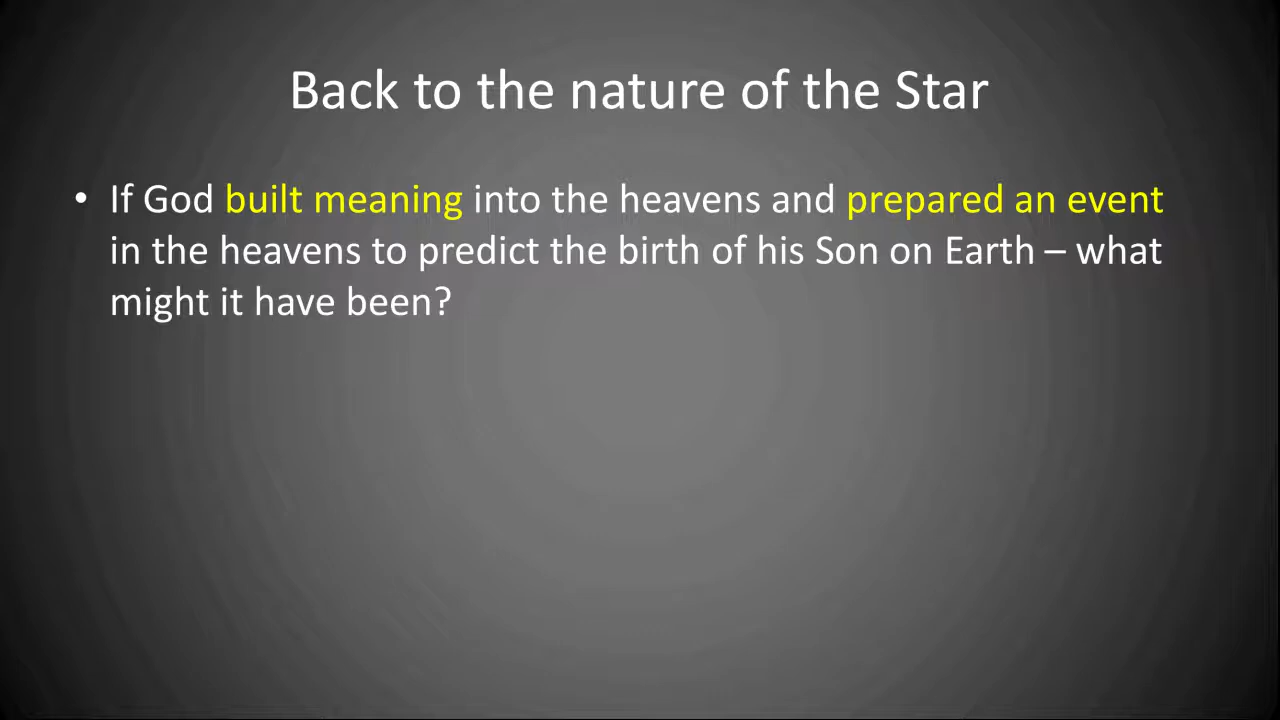 Back to the nature of the Star
• If God built meaning into the heavens and prepared an event
in the heavens to predict the birth of his Son on Earth – what
might it have been?